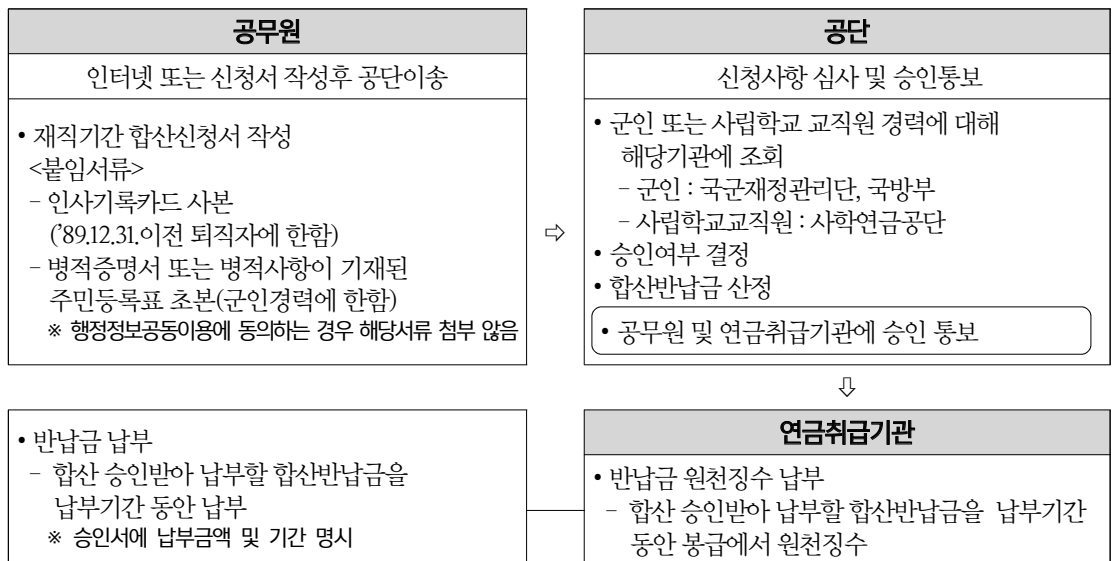 공무원
인터넷 또는 신청서 작성후 공단이송
• 재직기간 합산신청서 작성
<붙임서류>
- 인사기록카드 사본
('89.12.31.이전 퇴직자에 한함)
- 병적증명서 또는 병적사항이 기재된
주민등록표 초본(군인경력에 한함)
※ 행정정보공동이용에 동의하는 경우 해당서류 첨부 않음
⇨
공단
신청사항 심사 및 승인통보
• 군인 또는 사립학교 교직원 경력에 대해
해당기관에 조회
- 군인 : 국군재정관리단, 국방부
- 사립학교교직원 : 사학연금공단
• 승인여부 결정
• 합산반납금 산정
• 공무원 및 연금취급기관에 승인 통보
⇩
연금취급기관
• 반납금 원천징수 납부
- 합산 승인받아 납부할 합산반납금을 납부기간
동안 봉급에서 원천징수
• 반납금 납부
- 합산 승인받아 납부할 합산반납금을
납부기간 동안 납부
※ 승인서에 납부금액 및 기간 명시